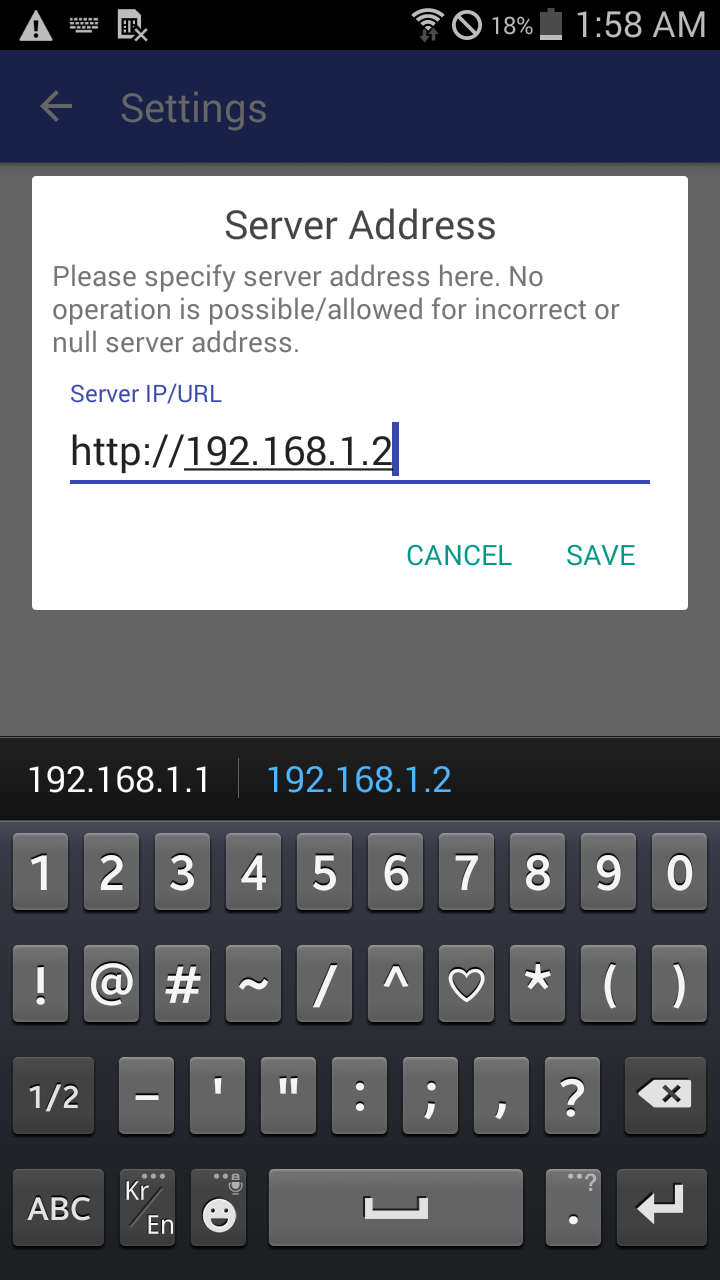 18% 1:58 AM
Settings
Server Address
Please specify server address here. No
operation is possible/allowed for incorrect or
null server address.
Server IP/URL
http://192.168.1.2
CANCEL SAVE
192.168.1.1 192.168.1.2
1 2 3 4 5 6 7 8 9 0
! @ # ~ / ^ ♡ * ( )
1/2 – ' " : ; , ?
ABC Kr/En . ?